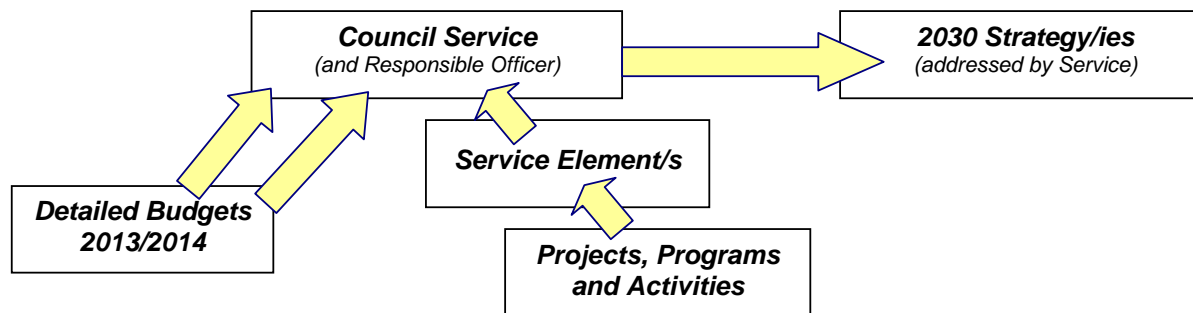 Council Service
(and Responsible Officer)
2030 Strategy/ies
(addressed by Service)
Service Element/s
Detailed Budgets
2013/2014
Projects, Programs
and Activities